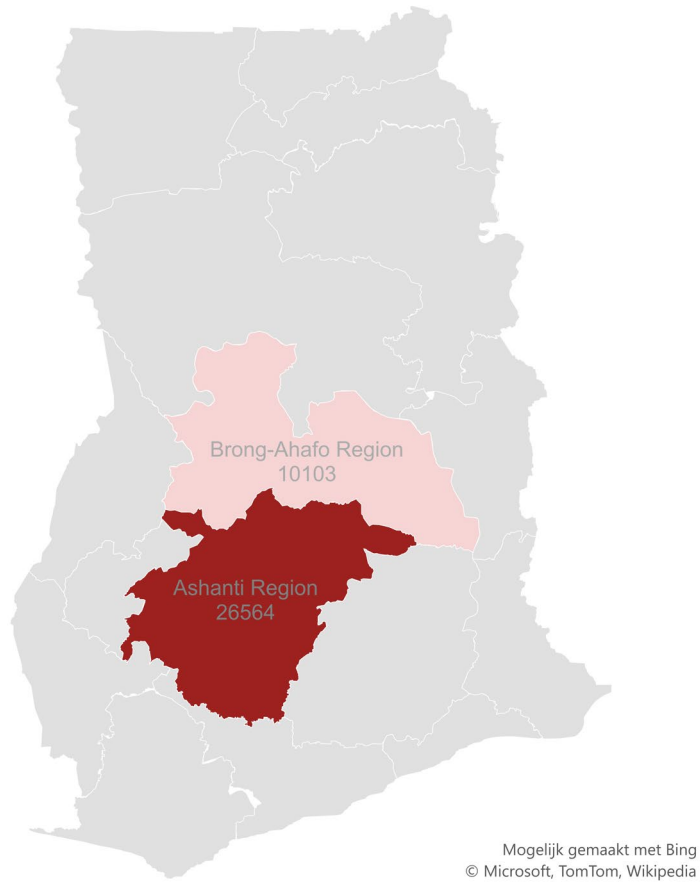 Brong-Ahafo Region
10103
Ashanti Region
26564
Mogelijk gemaakt met Bing
© Microsoft, TomTom, Wikipedia